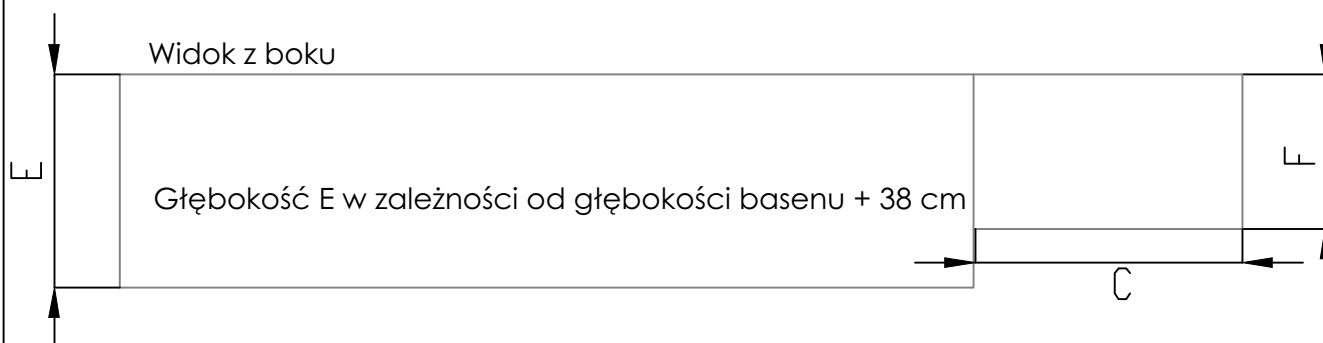 Widok z boku
E
F
Głębokość E w zależności od głębokości basenu + 38 cm
C